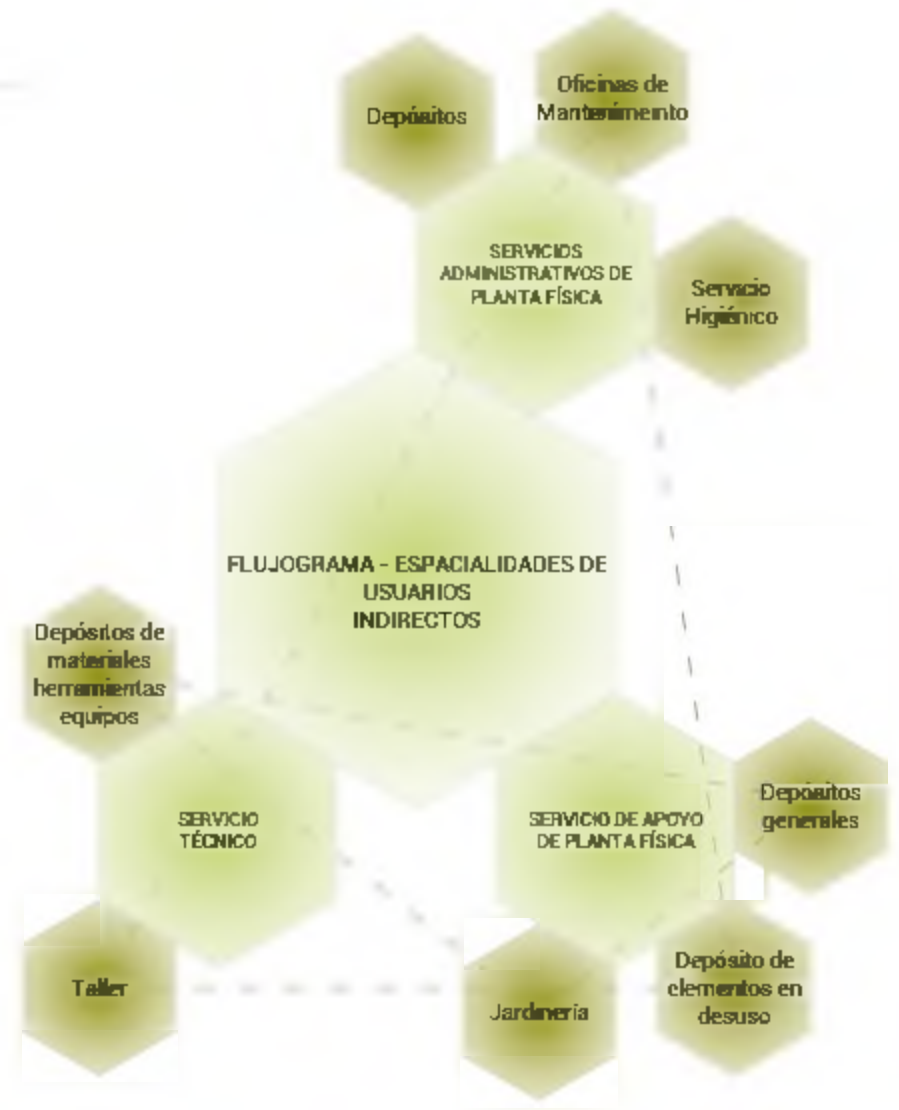 Depósitos
Oficinas de
Mantenimiento
SERVICIOS
ADMINISTRATIVOS DE
PLANTA FÍSICA
Servicio
Higiénico
FLUJOGRAMA - ESPACIALIDADES DE
USUARIOS
INDIRECTOS
Depósitos de
materiales
herramientas
equipos
SERVICIO
TÉCNICO
SERVICIO DE APOYO
DE PLANTA FÍSICA
Depósitos
generales
Taller
Jardinería
Depósito de
elementos en
desuso